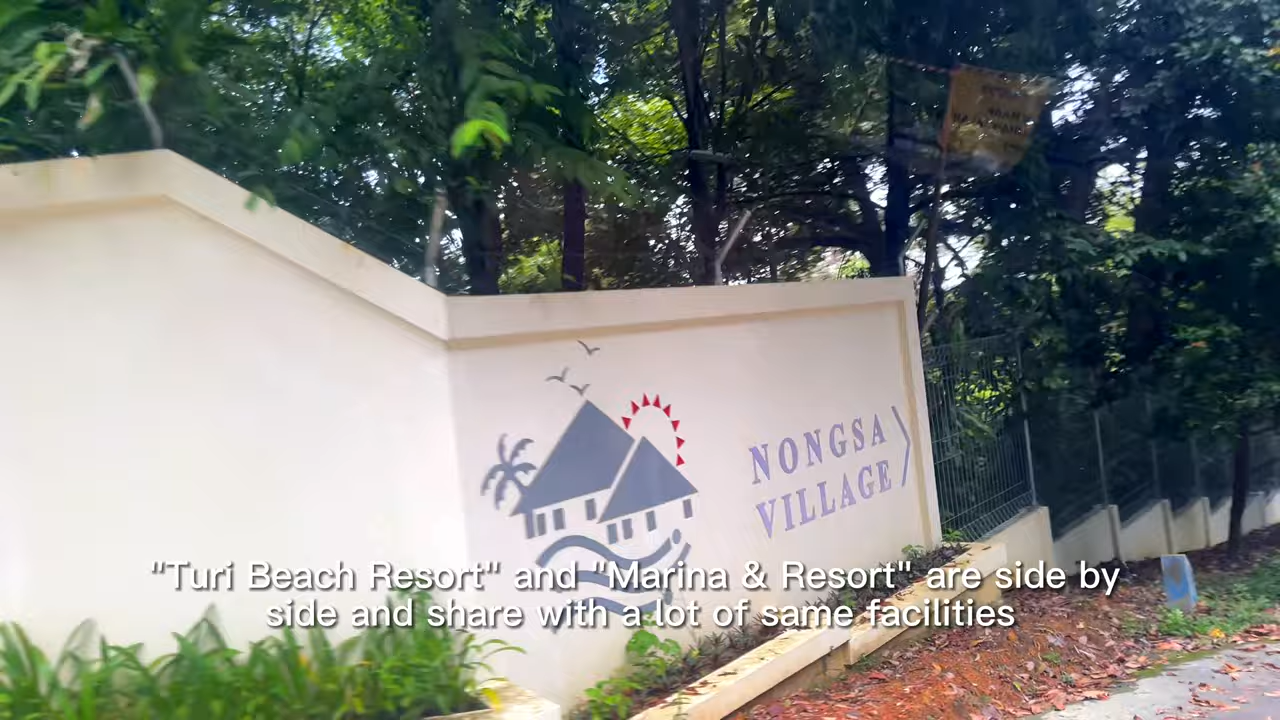 NONGSA
VILLAGE
"Turi Beach Resort" and "Marina & Resort" are side by
side and share with a lot of same facilities